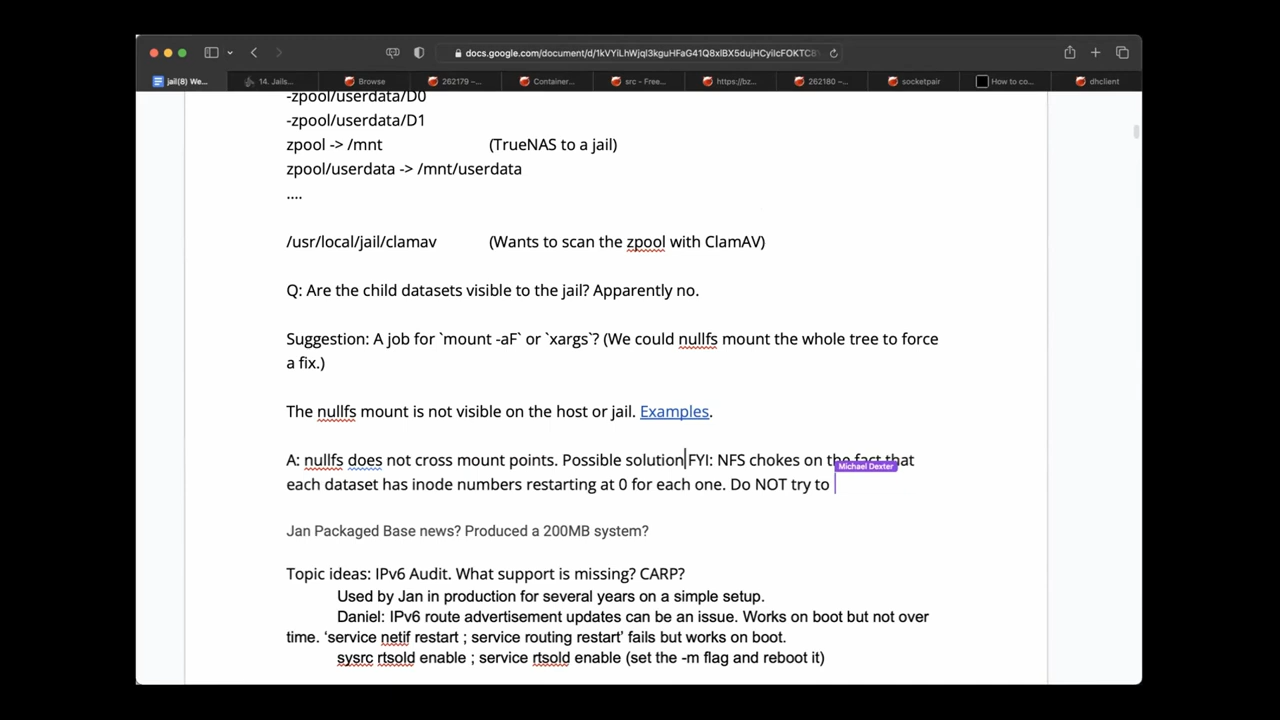 docs.google.com/document/d/1kVYiLhWjqI3kguHFaG41Q8xlBX5dujHCyiIcFOKTCB
jail(8) We...
14. Jails...
Browse
262179 –...
Container...
src - Free...
https://bz...
262180 –...
socketpair
How to co...
dhclient
-zpool/userdata/D0
-zpool/userdata/D1
zpool -> /mnt (TrueNAS to a jail)
zpool/userdata -> /mnt/userdata
....
/usr/local/jail/clamav (Wants to scan the zpool with ClamAV)
Q: Are the child datasets visible to the jail? Apparently no.
Suggestion: A job for `mount -aF` or `xargs`? (We could nullfs mount the whole tree to force
a fix.)
The nullfs mount is not visible on the host or jail. Examples.
A: nullfs does not cross mount points. Possible solution FYI: NFS chokes on the fact that
Michael Dexter
each dataset has inode numbers restarting at 0 for each one. Do NOT try to
Jan Packaged Base news? Produced a 200MB system?
Topic ideas: IPv6 Audit. What support is missing? CARP?
Used by Jan in production for several years on a simple setup.
Daniel: IPv6 route advertisement updates can be an issue. Works on boot but not over
time. ‘service netif restart ; service routing restart’ fails but works on boot.
sysrc rtsold enable ; service rtsold enable (set the -m flag and reboot it)